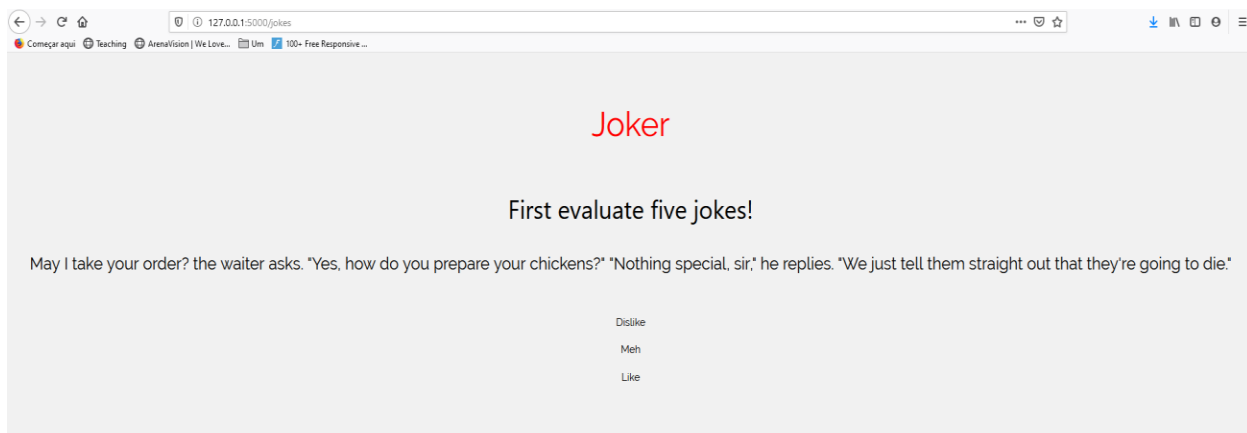 127.0.0.1:5000/jokes
Começar aqui Teaching ArenaVision | We Love... Um 100+ Free Responsive ...
Joker
First evaluate five jokes!
May I take your order? the waiter asks. "Yes, how do you prepare your chickens?" "Nothing special, sir," he replies. "We just tell them straight out that they're going to die."
Dislike
Meh
Like